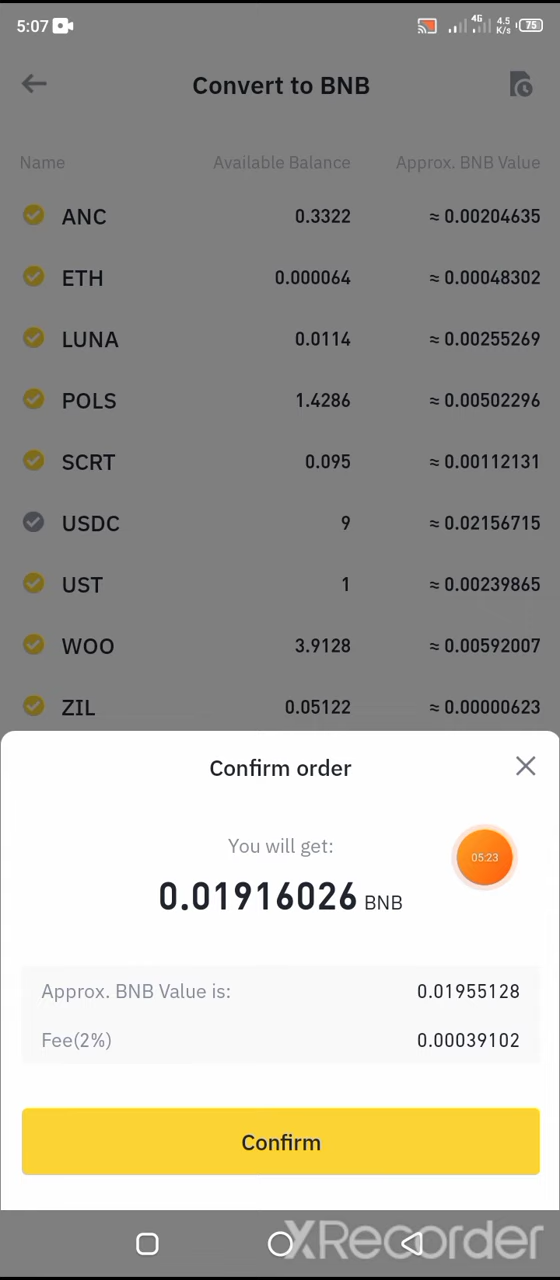 5:07 4G 4.5 K/s 75
Convert to BNB
Name Available Balance Approx. BNB Value
ANC 0.3322 ≈ 0.00204635
ETH 0.000064 ≈ 0.00048302
LUNA 0.0114 ≈ 0.00255269
POLS 1.4286 ≈ 0.00502296
SCRT 0.095 ≈ 0.00112131
USDC 9 ≈ 0.02156715
UST 1 ≈ 0.00239865
WOO 3.9128 ≈ 0.00592007
ZIL 0.05122 ≈ 0.00000623
Confirm order
You will get:
05:23
0.01916026 BNB
Approx. BNB Value is: 0.01955128
Fee(2%) 0.00039102
Confirm
XRecorder